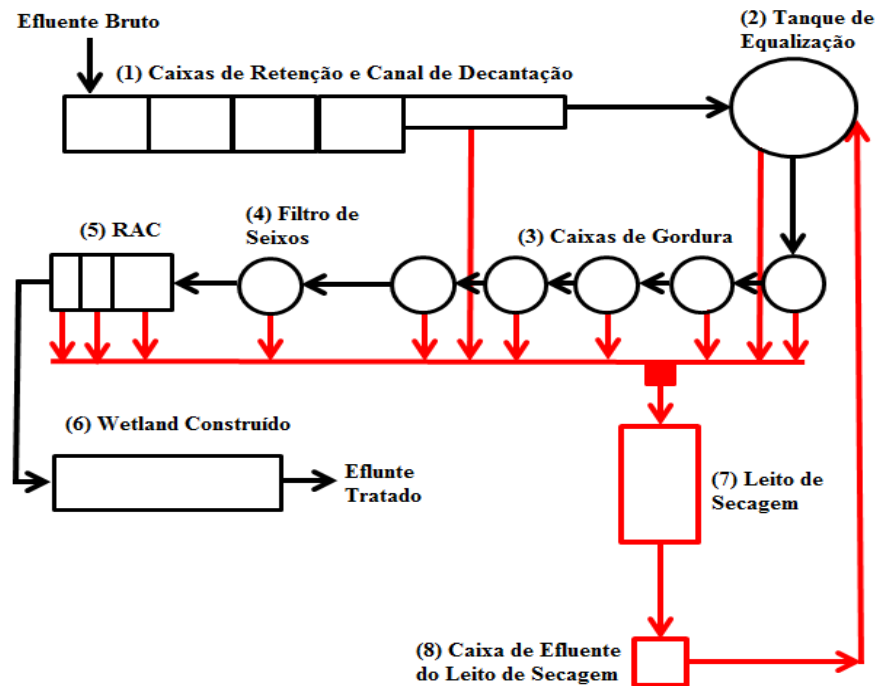 Efluente Bruto
(1) Caixas de Retenção e Canal de Decantação
(2) Tanque de
Equalização
(5) RAC
(4) Filtro de
Seixos
(3) Caixas de Gordura
(6) Wetland Construído
Eflunte
Tratado
(7) Leito de
Secagem
(8) Caixa de Efluente
do Leito de Secagem